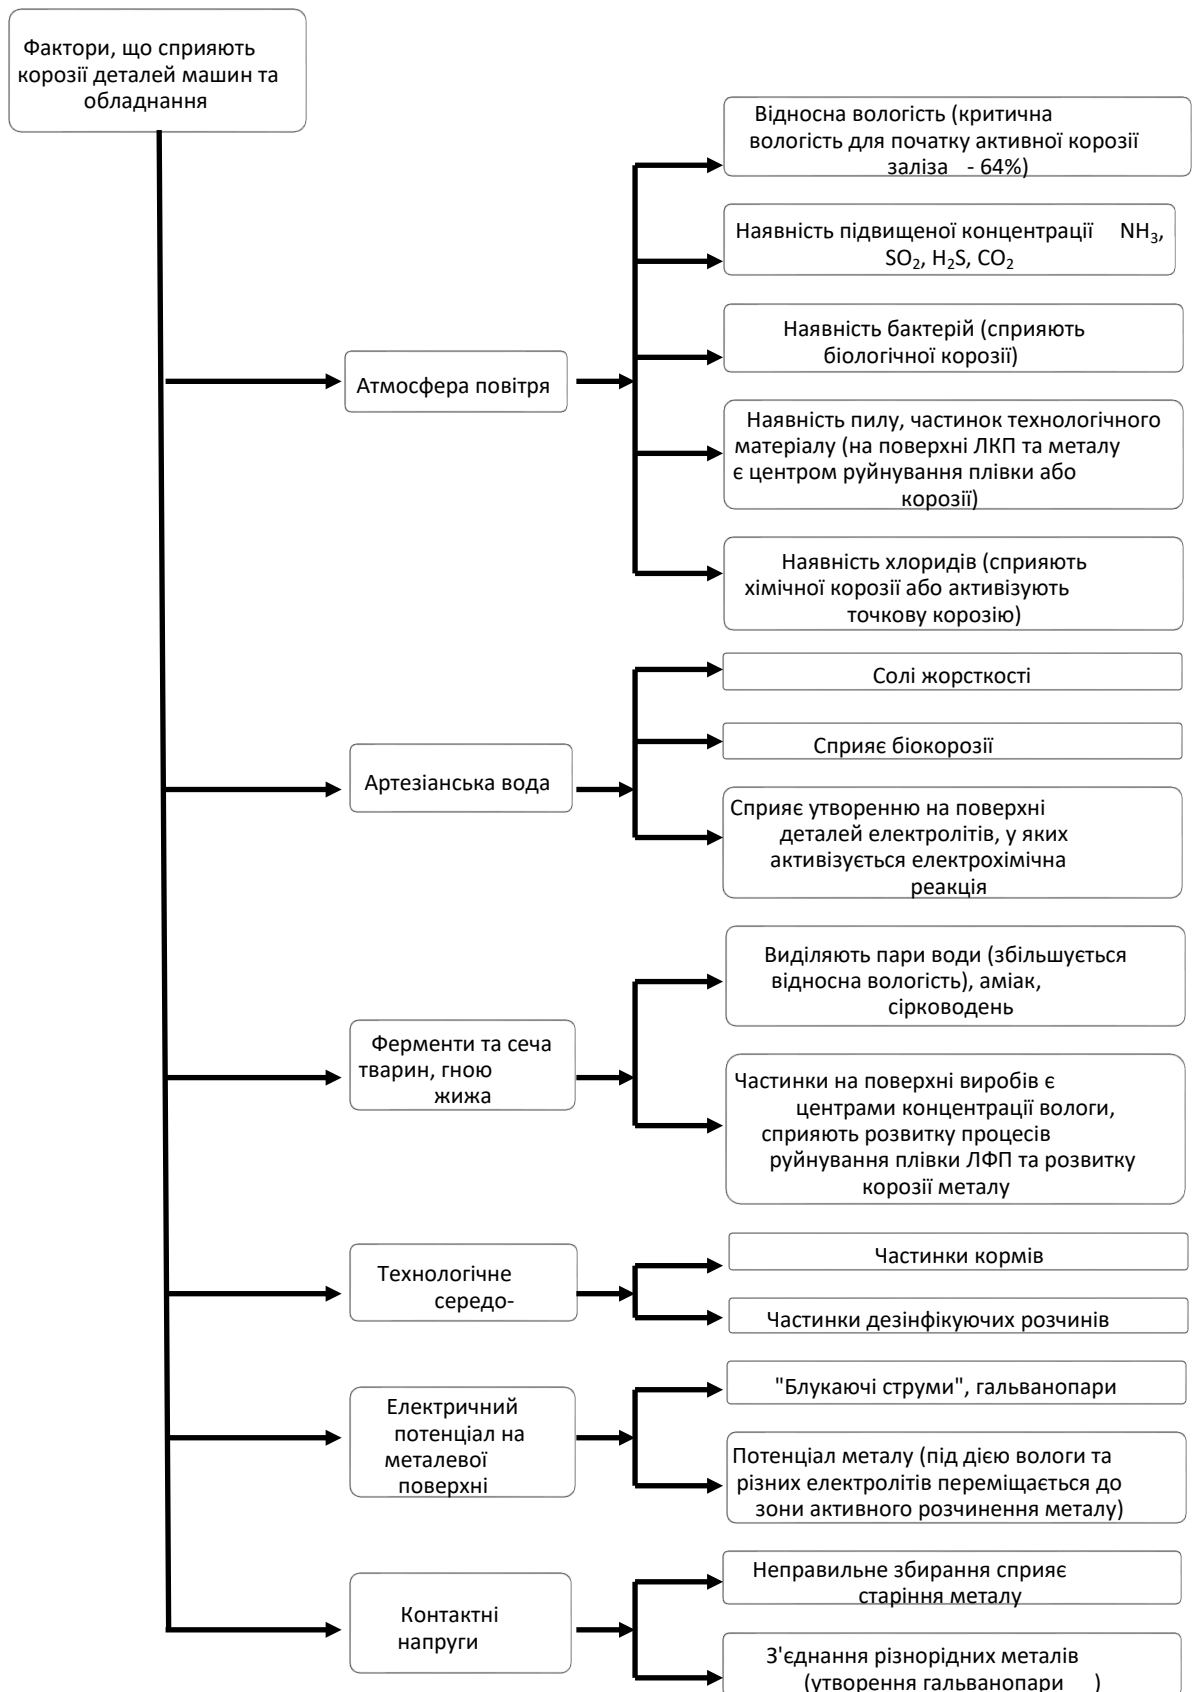 Фактори, що сприяють
корозії деталей машин та
обладнання
Відносна вологість (критична
вологість для початку активної корозії
заліза - 64%)
Наявність підвищеної концентрації NH₃,
SO₂, H₂S, CO₂
Наявність бактерій (сприяють
біологічної корозії)
Атмосфера повітря
Наявність пилу, частинок технологічного
матеріалу (на поверхні ЛКП та металу
є центром руйнування плівки або
корозії)
Наявність хлоридів (сприяють
хімічної корозії або активізують
точкову корозію)
Солі жорсткості
Сприяє біокорозії
Артезіанська вода
Сприяє утворенню на поверхні
деталей електролітів, у яких
активізується електрохімічна
реакція
Виділяють пари води (збільшується
відносна вологість), аміак,
сірководень
Ферменти та сеча
тварин, гною
жижа
Частинки на поверхні виробів є
центрами концентрації вологи,
сприяють розвитку процесів
руйнування плівки ЛФП та розвитку
корозії металу
Технологічне
середо-
Частинки кормів
Частинки дезінфікуючих розчинів
Електричний
потенціал на
металевої
поверхні
"Блукаючі струми", гальванопари
Потенціал металу (під дією вологи та
різних електролітів переміщається до
зони активного розчинення металу)
Контактні
напруги
Неправильне збирання сприяє
старіння металу
З'єднання різнорідних металів
(утворення гальванопари )